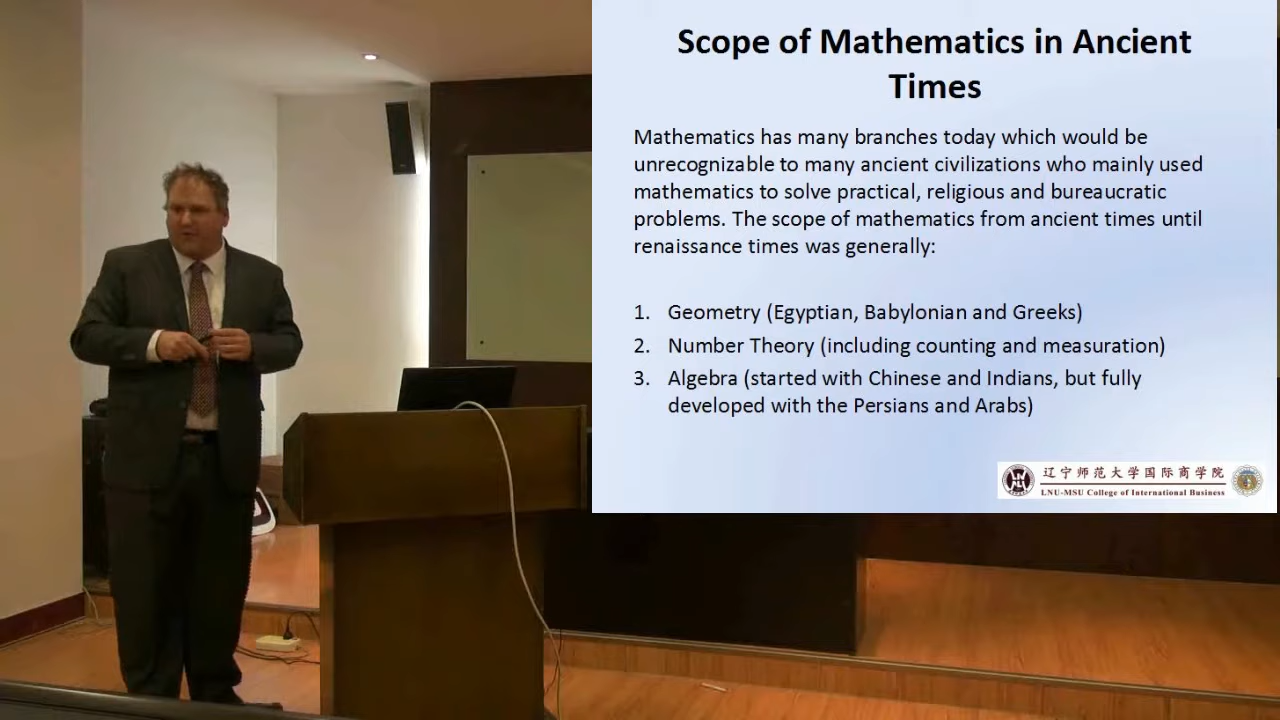 Scope of Mathematics in Ancient
Times
Mathematics has many branches today which would be
unrecognizable to many ancient civilizations who mainly used
mathematics to solve practical, religious and bureaucratic
problems. The scope of mathematics from ancient times until
renaissance times was generally:
1. Geometry (Egyptian, Babylonian and Greeks)
2. Number Theory (including counting and measuration)
3. Algebra (started with Chinese and Indians, but fully
developed with the Persians and Arabs)
辽宁师范大学国际商学院
LNU-MSU College of International Business